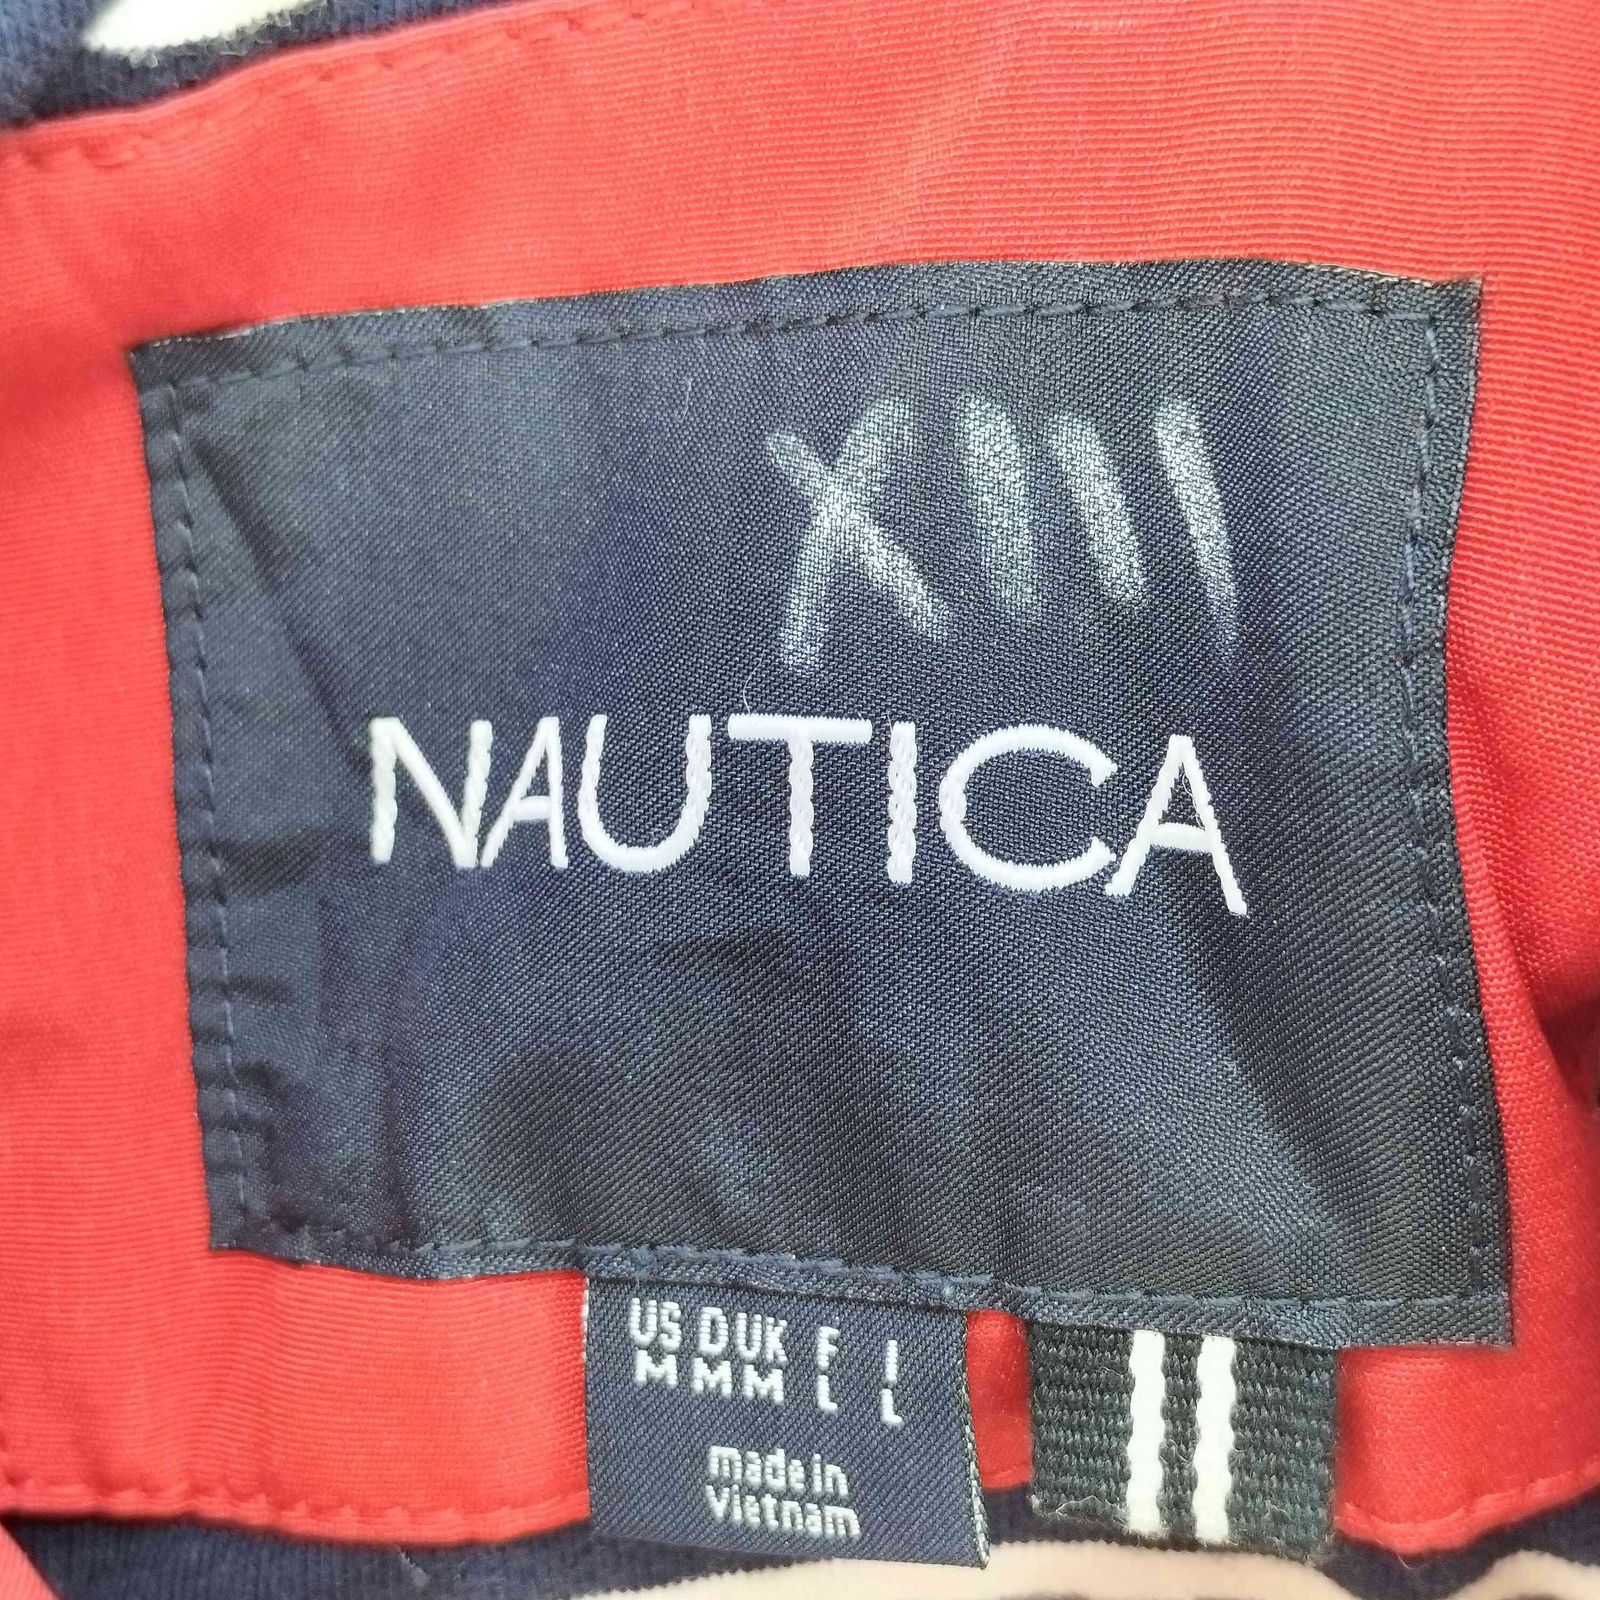 XIII
NAUTICA
US D UK F I
M M M L L
made in
vietnam